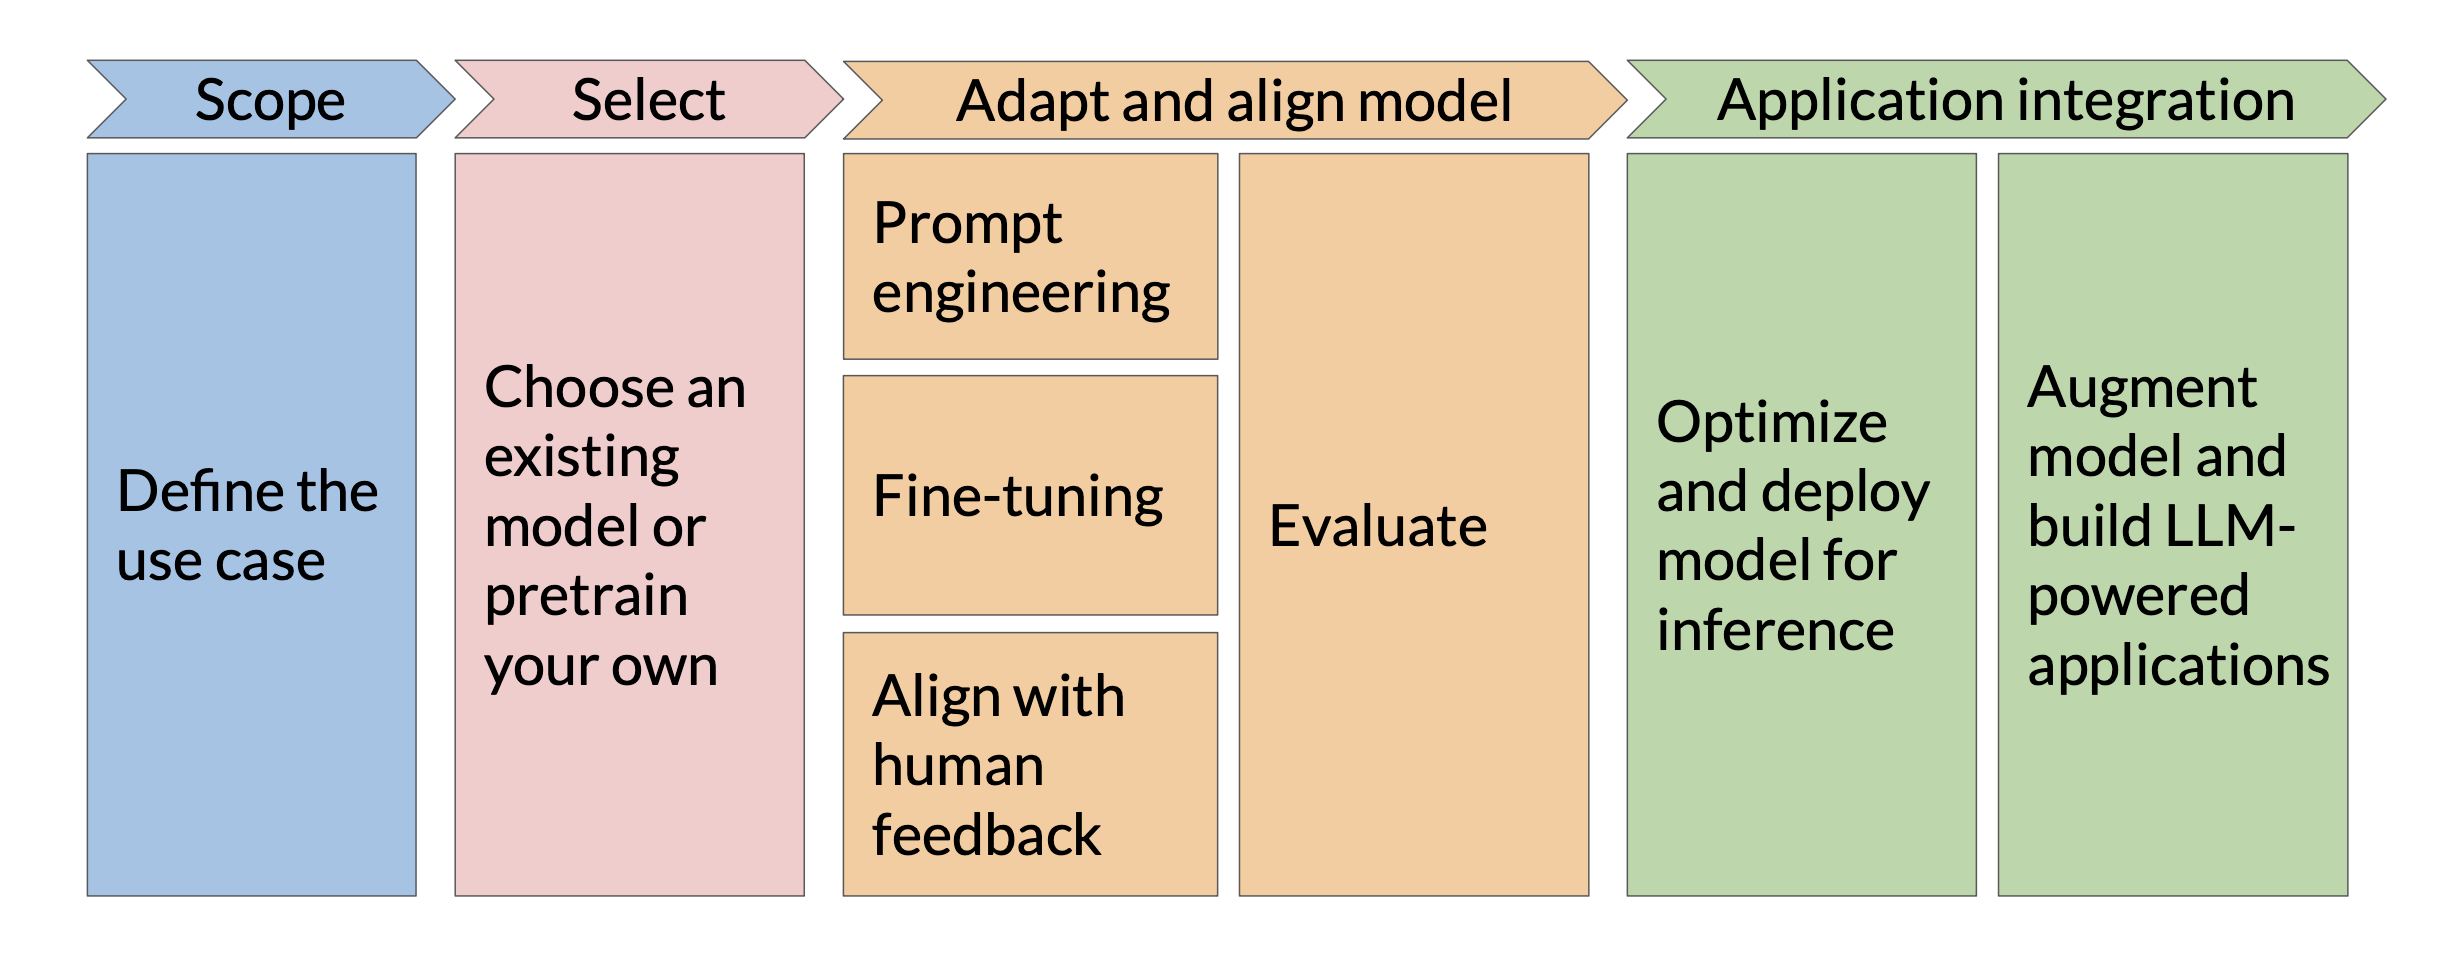 Scope
Select
Adapt and align model
Application integration
Define the
use case
Choose an
existing
model or
pretrain
your own
Prompt
engineering
Fine-tuning
Align with
human
feedback
Evaluate
Optimize
and deploy
model for
inference
Augment
model and
build LLM-
powered
applications